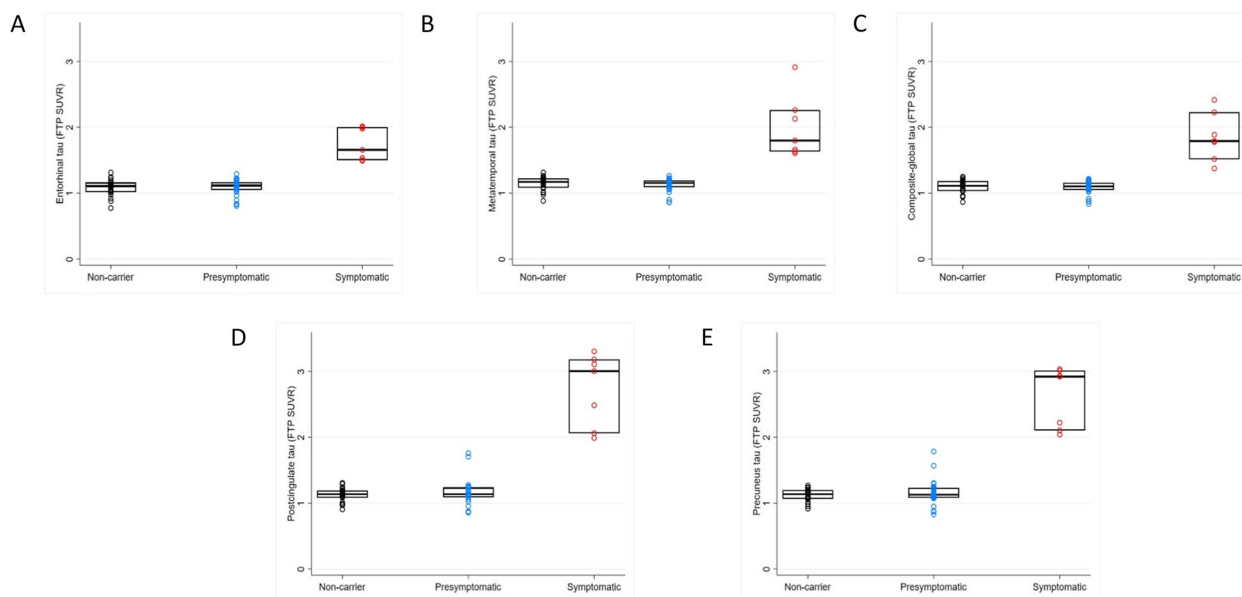 A
Entorhinal tau (FTP SUVR)
3
2
1
0
Non-carrier Presymptomatic Symptomatic
B
Metatemporal tau (FTP SUVR)
3
2
1
0
Non-carrier Presymptomatic Symptomatic
C
Composite-global tau (FTP SUVR)
3
2
1
0
Non-carrier Presymptomatic Symptomatic
D
Postcingulate tau (FTP SUVR)
3
2
1
0
Non-carrier Presymptomatic Symptomatic
E
Precuneus tau (FTP SUVR)
3
2
1
0
Non-carrier Presymptomatic Symptomatic